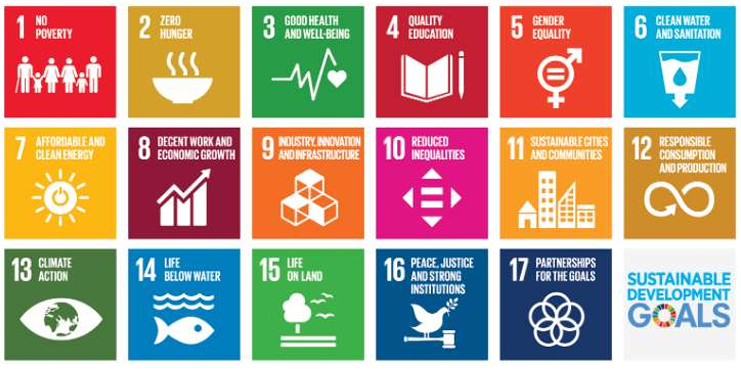 1 NO
POVERTY
2 ZERO
HUNGER
3 GOOD HEALTH
AND WELL-BEING
4 QUALITY
EDUCATION
5 GENDER
EQUALITY
6 CLEAN WATER
AND SANITATION
7 AFFORDABLE AND
CLEAN ENERGY
8 DECENT WORK AND
ECONOMIC GROWTH
9 INDUSTRY, INNOVATION
AND INFRASTRUCTURE
10 REDUCED
INEQUALITIES
11 SUSTAINABLE CITIES
AND COMMUNITIES
12 RESPONSIBLE
CONSUMPTION
AND PRODUCTION
13 CLIMATE
ACTION
14 LIFE
BELOW WATER
15 LIFE
ON LAND
16 PEACE, JUSTICE
AND STRONG
INSTITUTIONS
17 PARTNERSHIPS
FOR THE GOALS
SUSTAINABLE
DEVELOPMENT
GOALS